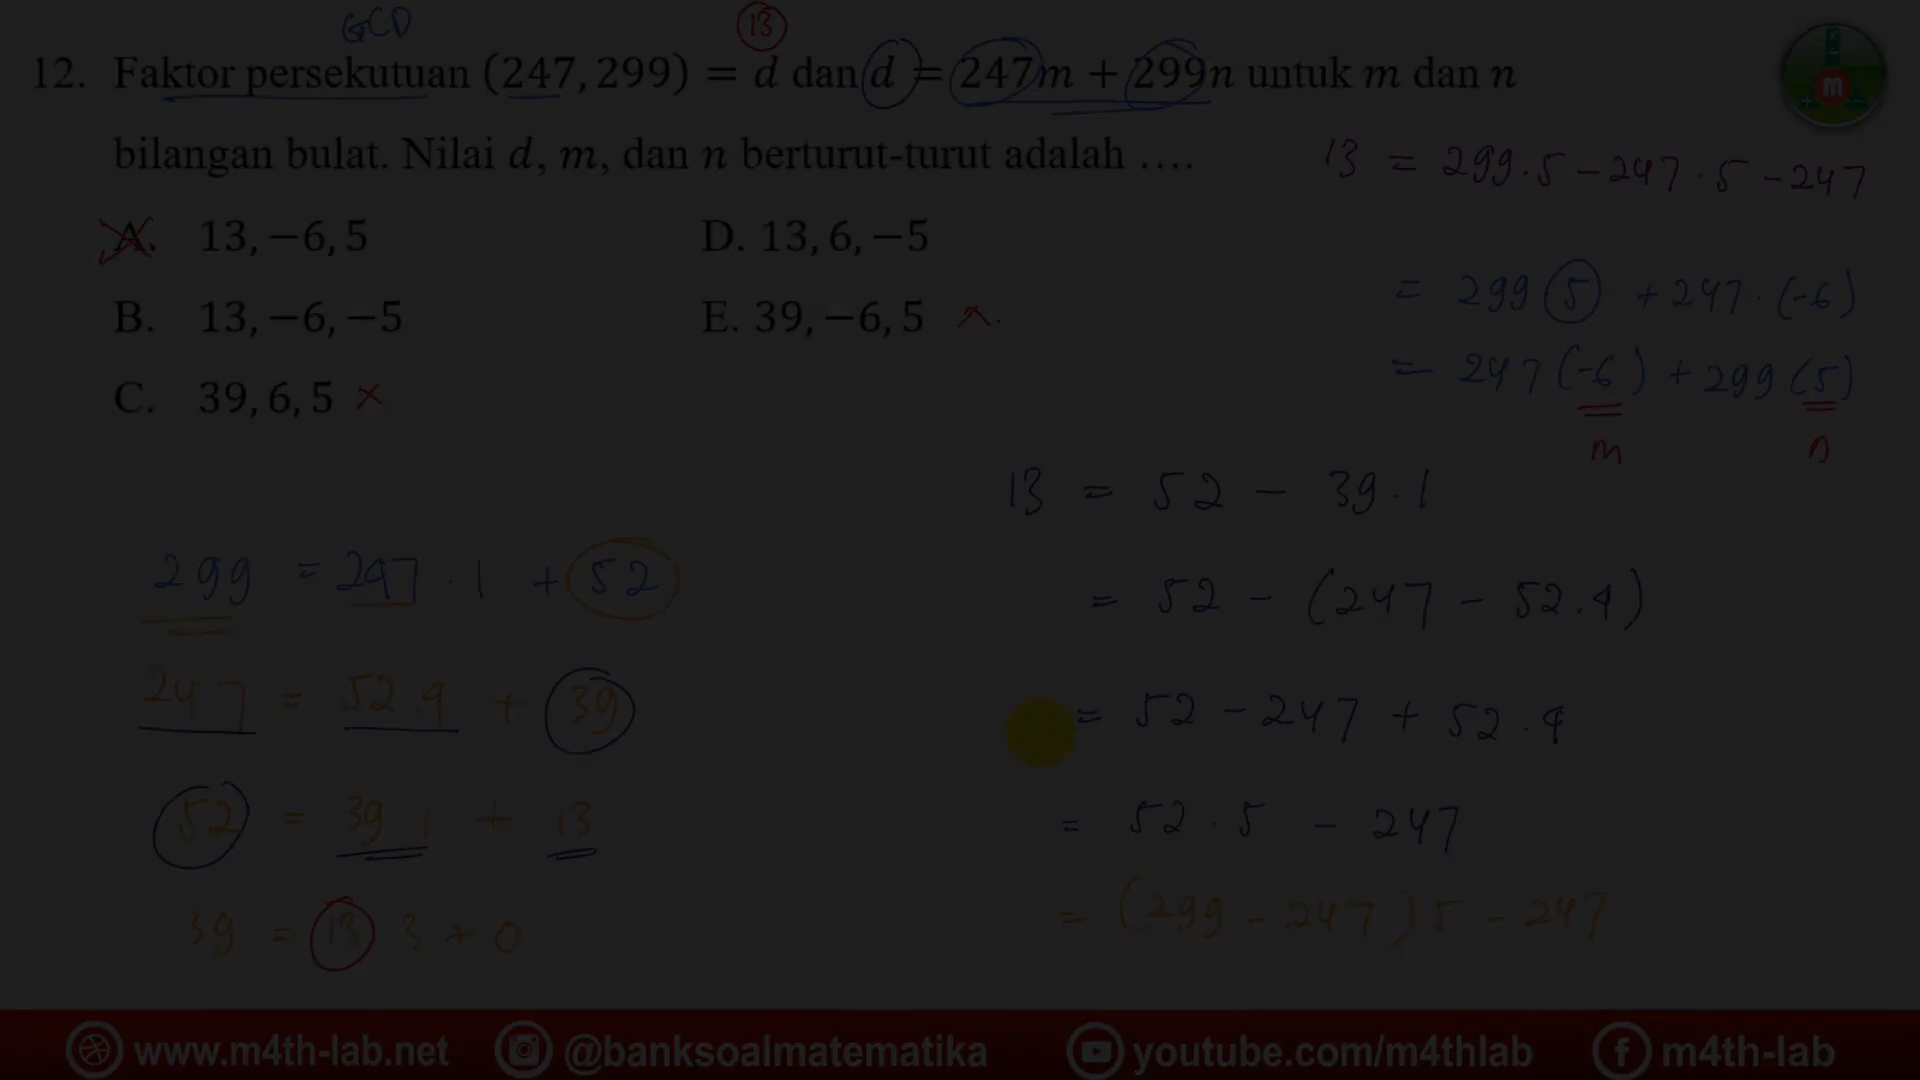 GCD
13
12. Faktor persekutuan (247, 299) = d dan d = 247m + 299n untuk m dan n
bilangan bulat. Nilai d, m, dan n berturut-turut adalah ....
A. 13, −6, 5
B. 13, −6, −5
C. 39, 6, 5 ×
D. 13, 6, −5
E. 39, −6, 5 ×
m
13 = 299.5 − 247.5 − 247
= 299 (5) + 247.(-6)
= 247 (-6) + 299 (5)
m n
299 = 247.1 + 52
247 = 52.4 + 39
52 = 39 1 + 13
39 = 13 3 + 0
13 = 52 − 39.1
= 52 − (247 − 52.4)
= 52 − 247 + 52.4
= 52.5 − 247
= (299 − 247) 5 − 247
www.m4th-lab.net @banksoalmatematika youtube.com/m4thlab m4th-lab